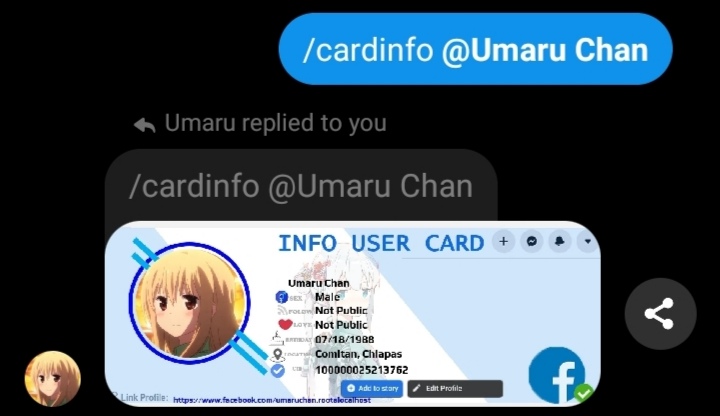 /cardinfo @Umaru Chan
Umaru replied to you
/cardinfo @Umaru Chan
INFO USER CARD
Umaru Chan
SEX: Male
FOLLOW Not Public
LOVE: Not Public
BIRTHDAY 07/18/1988
LOCATION Comitan, Chiapas
UID: 100000025213762
Add to story
Edit Profile
Link Profile: https://www.facebook.com/umaruchan.rootalocalhost